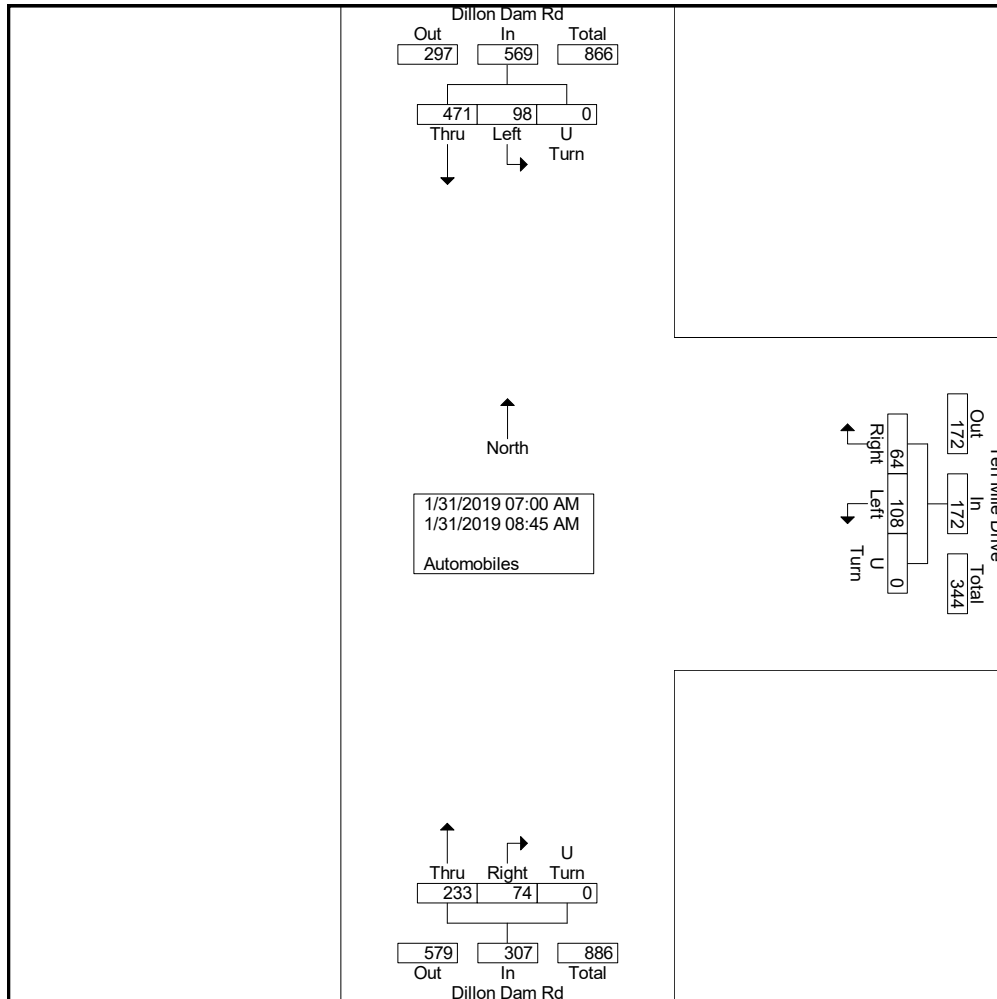 Dillon Dam Rd
Out In Total
297 569 866
471 98 0
Thru Left U
Turn
North
1/31/2019 07:00 AM
1/31/2019 08:45 AM
Automobiles
Mile Drive
Out In Total
172 172 344
64 108 0
Right Left U
Turn
U
Thru Right Turn
233 74 0
579 307 886
Out In Total
Dillon Dam Rd